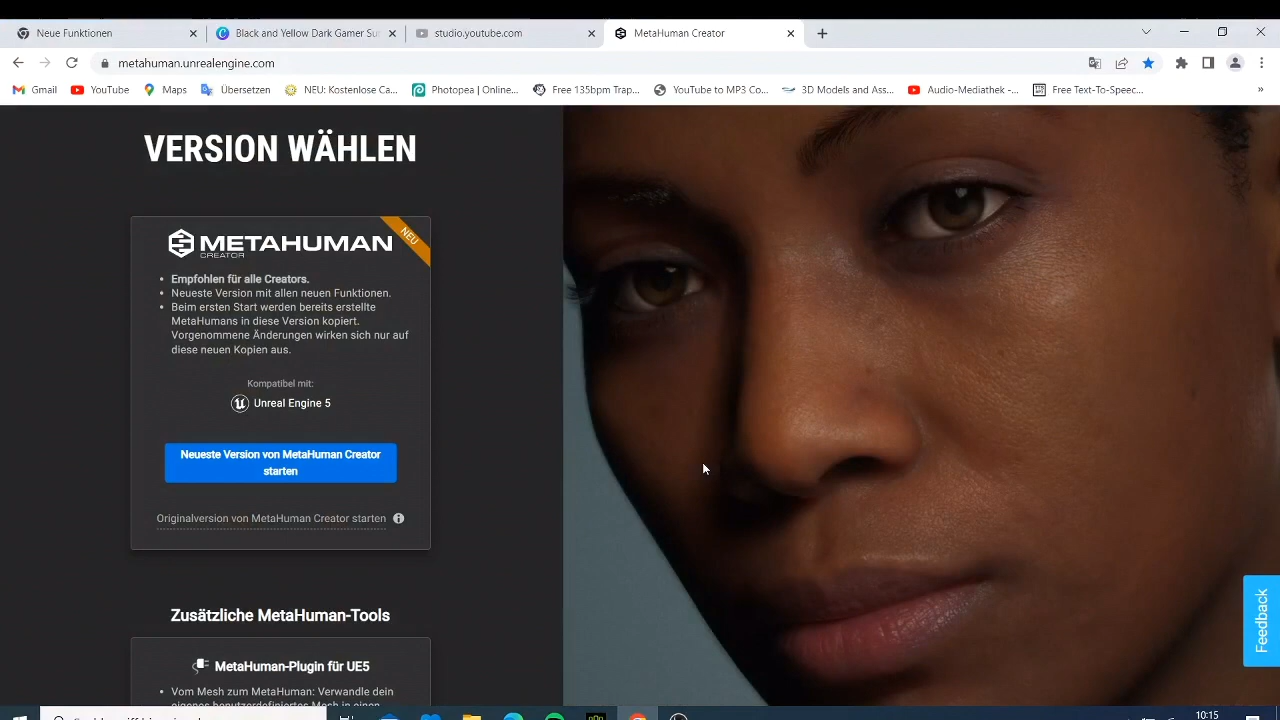 Neue Funktionen
Black and Yellow Dark Gamer Su
studio.youtube.com
MetaHuman Creator
metahuman.unrealengine.com
Gmail
YouTube
Maps
Übersetzen
NEU: Kostenlose Ca...
Photopea | Online...
Free 135bpm Trap...
YouTube to MP3 Co...
3D Models and Ass...
Audio-Mediathek -...
Free Text-To-Speec...
»
VERSION WÄHLEN
NEU
METAHUMAN
CREATOR
• Empfohlen für alle Creators.
• Neueste Version mit allen neuen Funktionen.
• Beim ersten Start werden bereits erstellte
MetaHumans in diese Version kopiert.
Vorgenommene Änderungen wirken sich nur auf
diese neuen Kopien aus.
Kompatibel mit:
Unreal Engine 5
Neueste Version von MetaHuman Creator
starten
Originalversion von MetaHuman Creator starten
Zusätzliche MetaHuman-Tools
MetaHuman-Plugin für UE5
• Vom Mesh zum MetaHuman: Verwandle dein
eigenes benutzerdefiniertes Mesh in einen
Feedback
10:15